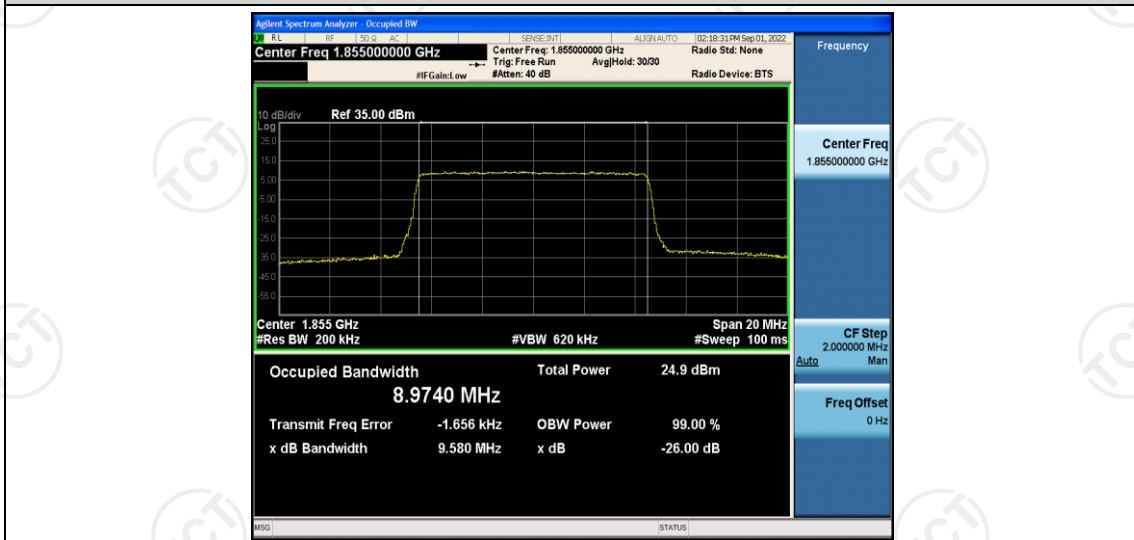 Agilent Spectrum Analyzer - Occupied BW
RL RF 50 Ω AC SENSE:INT ALIGN AUTO 02:18:31 PM Sep 01, 2022
Center Freq 1.855000000 GHz
Center Freq: 1.855000000 GHz Radio Std: None
Trig: Free Run Avg|Hold: 30/30
#IFGain:Low #Atten: 40 dB Radio Device: BTS
10 dB/div Ref 35.00 dBm
Log
25.0
15.0
5.00
-5.00
-15.0
-25.0
-35.0
-45.0
-55.0
Center 1.855 GHz Span 20 MHz
#Res BW 200 kHz #VBW 620 kHz #Sweep 100 ms
Occupied Bandwidth Total Power 24.9 dBm
8.9740 MHz
Transmit Freq Error -1.656 kHz OBW Power 99.00 %
x dB Bandwidth 9.580 MHz x dB -26.00 dB
MSG STATUS
Frequency
Center Freq
1.855000000 GHz
CF Step
2.000000 MHz
Auto Man
Freq Offset
0 Hz
TCT
TCT
TCT
TCT
TCT
TCT